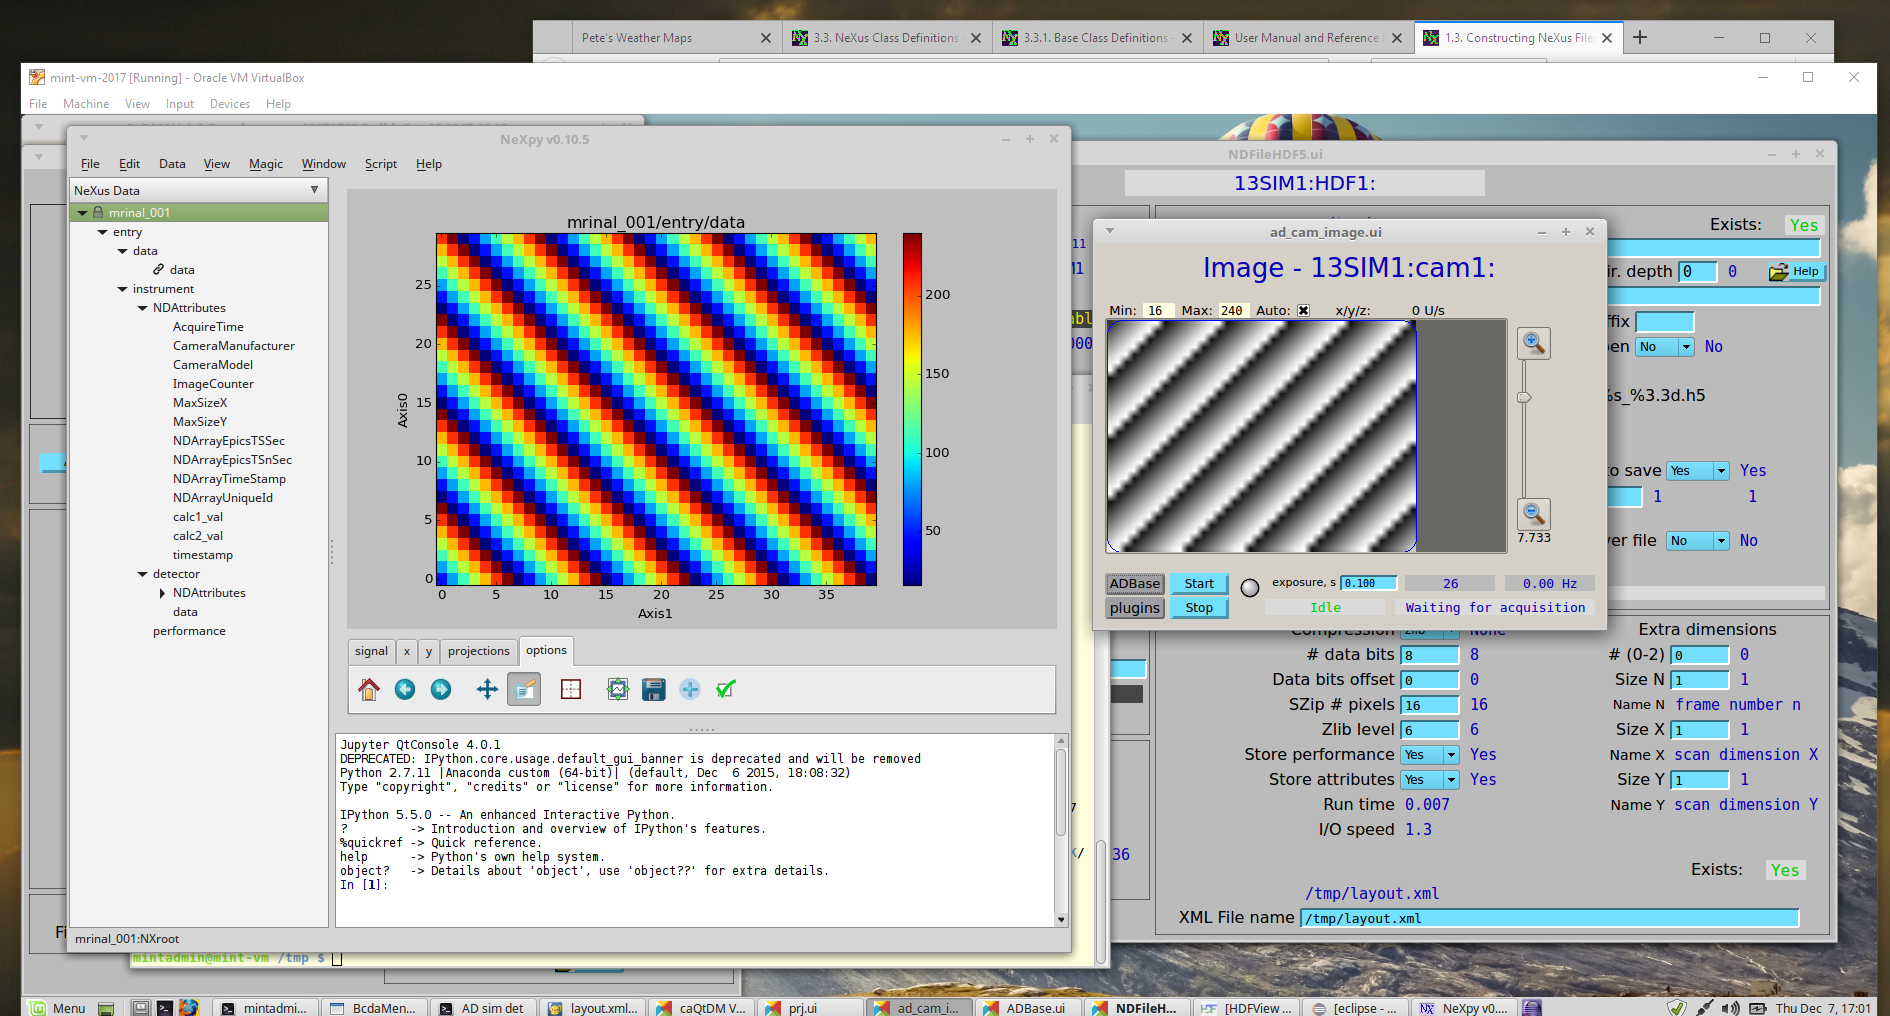 Pete's Weather Maps
3.3. NeXus Class Definitions
3.3.1. Base Class Definitions
User Manual and Reference
1.3. Constructing NeXus File
mint-vm-2017 [Running] - Oracle VM VirtualBox
File Machine View Input Devices Help
NeXpy v0.10.5
File Edit Data View Magic Window Script Help
NeXus Data
mrinal_001
entry
data
data
instrument
NDAttributes
AcquireTime
CameraManufacturer
CameraModel
ImageCounter
MaxSizeX
MaxSizeY
NDArrayEpicsTSSec
NDArrayEpicsTSnSec
NDArrayTimeStamp
NDArrayUniqueId
calc1_val
calc2_val
timestamp
detector
NDAttributes
data
performance
mrinal_001:NXroot
mrinal_001/entry/data
Axis0
25
20
15
10
5
0
0 5 10 15 20 25 30 35
Axis1
200
150
100
50
signal x y projections options
Jupyter QtConsole 4.0.1
DEPRECATED: IPython.core.usage.default_gui_banner is deprecated and will be removed
Python 2.7.11 |Anaconda custom (64-bit)| (default, Dec  6 2015, 18:08:32)
Type "copyright", "credits" or "license" for more information.
IPython 5.5.0 -- An enhanced Interactive Python.
?         -> Introduction and overview of IPython's features.
%quickref -> Quick reference.
help      -> Python's own help system.
object?   -> Details about 'object', use 'object??' for extra details.
In [1]:
mintadmin@mint-vm /tmp $
NDFileHDF5.ui
13SIM1:HDF1:
Exists: Yes
ir. depth 0 0 Help
ffix
en No No
%s_%3.3d.h5
to save Yes Yes
1 1
er file No No
ad_cam_image.ui
Image - 13SIM1:cam1:
Min: 16 Max: 240 Auto: x/y/z: 0 U/s
7.733
ADBase Start exposure, s 0.100 26 0.00 Hz
plugins Stop Idle Waiting for acquisition
Compression zlib None
# data bits 8 8
Data bits offset 0 0
SZip # pixels 16 16
Zlib level 6 6
Store performance Yes Yes
Store attributes Yes Yes
Run time 0.007
I/O speed 1.3
Extra dimensions
# (0-2) 0 0
Size N 1 1
Name N frame number n
Size X 1 1
Name X scan dimension X
Size Y 1 1
Name Y scan dimension Y
36
Exists: Yes
/tmp/layout.xml
XML File name /tmp/layout.xml
Menu mintadmi... BcdaMen... AD sim det layout.xml... caQtDM V... prj.ui ad_cam_i... ADBase.ui NDFileH... [HDFView ... [eclipse - ... NeXpy v0.... Thu Dec 7, 17:01